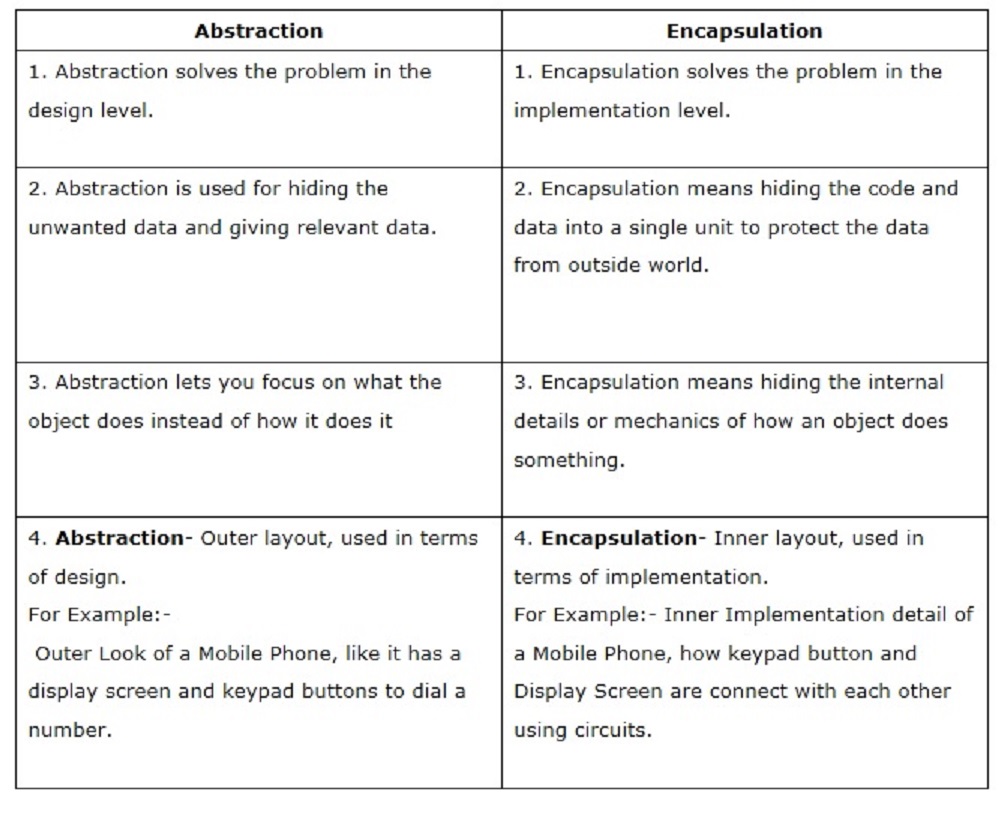 Abstraction
Encapsulation
1. Abstraction solves the problem in the
design level.
1. Encapsulation solves the problem in the
implementation level.
2. Abstraction is used for hiding the
unwanted data and giving relevant data.
2. Encapsulation means hiding the code and
data into a single unit to protect the data
from outside world.
3. Abstraction lets you focus on what the
object does instead of how it does it
3. Encapsulation means hiding the internal
details or mechanics of how an object does
something.
4. Abstraction- Outer layout, used in terms
of design.
For Example:-
Outer Look of a Mobile Phone, like it has a
display screen and keypad buttons to dial a
number.
4. Encapsulation- Inner layout, used in
terms of implementation.
For Example:- Inner Implementation detail of
a Mobile Phone, how keypad button and
Display Screen are connect with each other
using circuits.